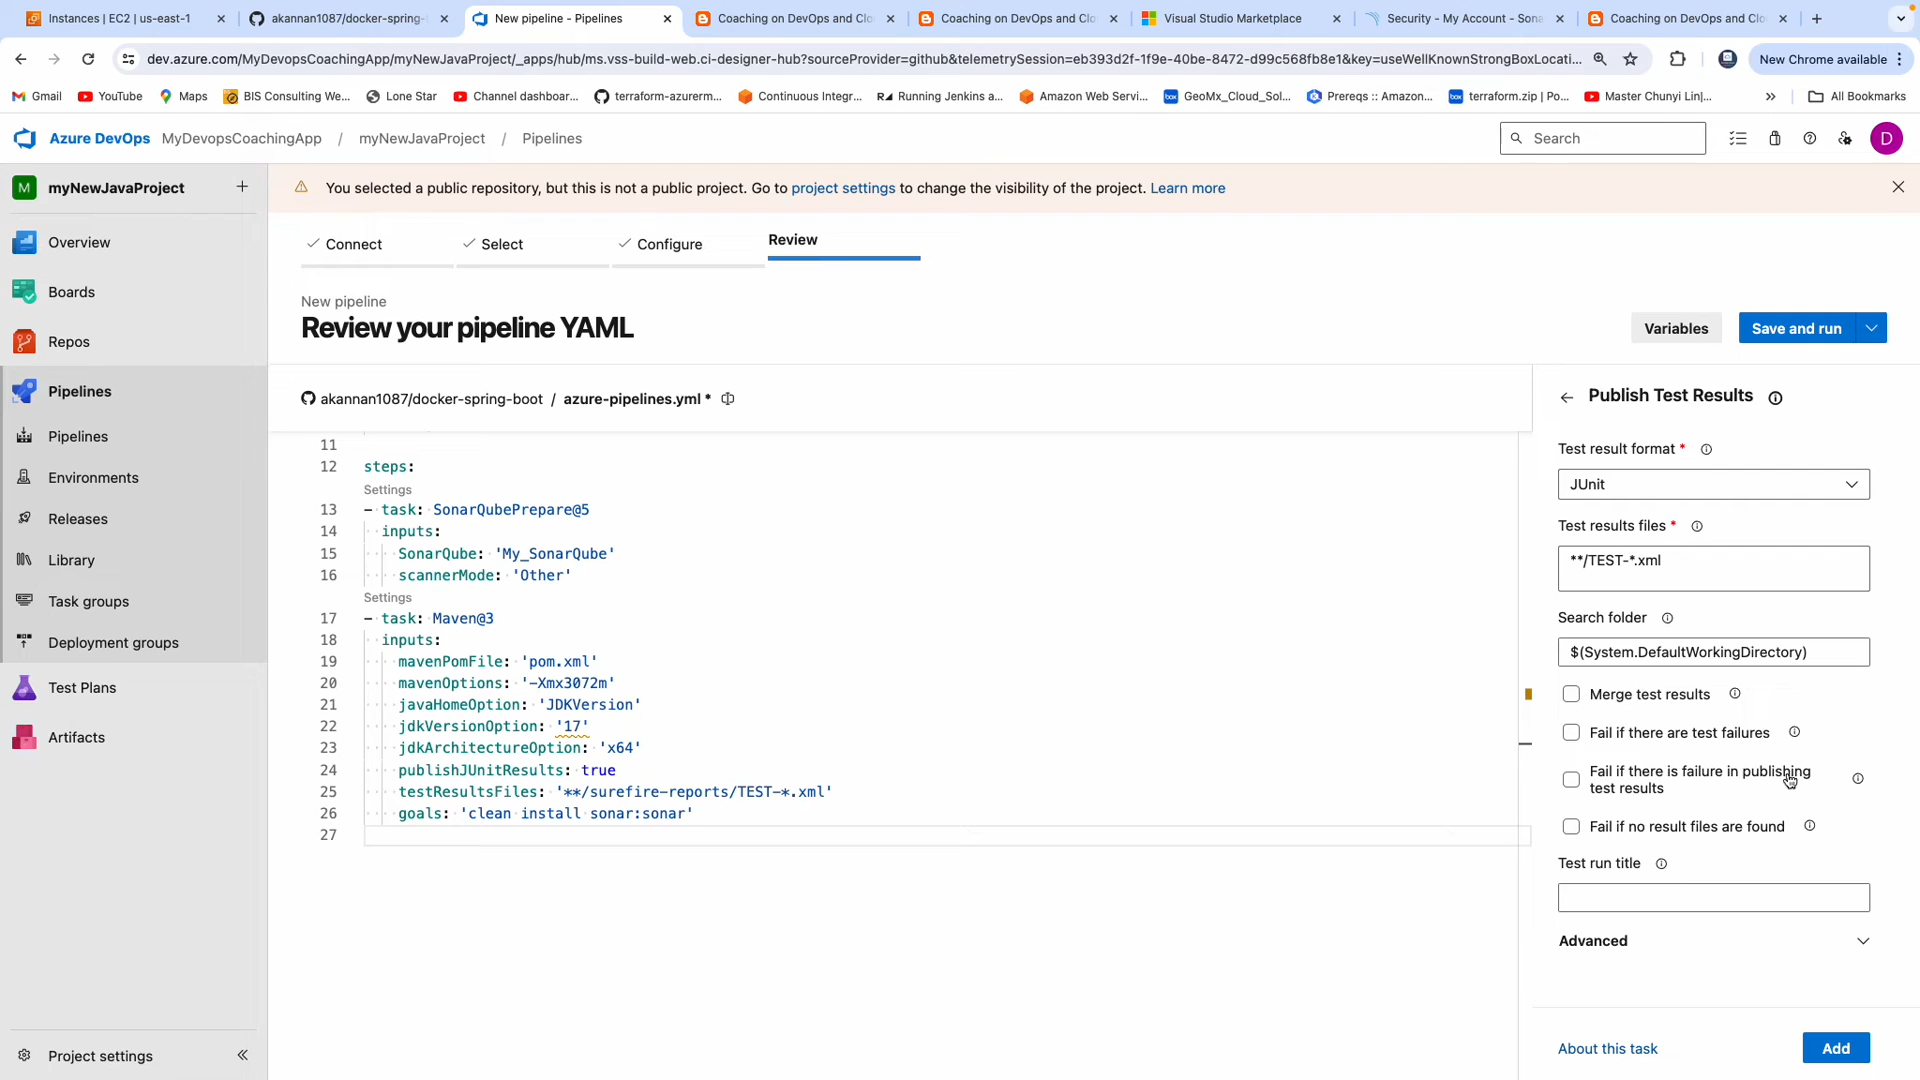 Instances | EC2 | us-east-1
akannan1087/docker-spring-
New pipeline - Pipelines
Coaching on DevOps and Clo
Coaching on DevOps and Clo
Visual Studio Marketplace
Security - My Account - Sona
Coaching on DevOps and Clo
dev.azure.com/MyDevopsCoachingApp/myNewJavaProject/_apps/hub/ms.vss-build-web.ci-designer-hub?sourceProvider=github&telemetrySession=eb393d2f-1f9e-40be-8472-d99c568fb8e1&key=useWellKnownStrongBoxLocati...
New Chrome available
Gmail
YouTube
Maps
BIS Consulting We...
Lone Star
Channel dashboar...
terraform-azurerm...
Continuous Integr...
Running Jenkins a...
Amazon Web Servi...
GeoMx_Cloud_Sol...
Prereqs :: Amazon...
terraform.zip | Po...
Master Chunyi Lin|...
All Bookmarks
Azure DevOps MyDevopsCoachingApp / myNewJavaProject / Pipelines
Search
D
M myNewJavaProject
Overview
Boards
Repos
Pipelines
Pipelines
Environments
Releases
Library
Task groups
Deployment groups
Test Plans
Artifacts
Project settings
You selected a public repository, but this is not a public project. Go to project settings to change the visibility of the project. Learn more
Connect Select Configure Review
New pipeline
Review your pipeline YAML
Variables
Save and run
akannan1087/docker-spring-boot / azure-pipelines.yml *
11
12 steps:
Settings
13 - task: SonarQubePrepare@5
14 inputs:
15 SonarQube: 'My_SonarQube'
16 scannerMode: 'Other'
Settings
17 - task: Maven@3
18 inputs:
19 mavenPomFile: 'pom.xml'
20 mavenOptions: '-Xmx3072m'
21 javaHomeOption: 'JDKVersion'
22 jdkVersionOption: '17'
23 jdkArchitectureOption: 'x64'
24 publishJUnitResults: true
25 testResultsFiles: '**/surefire-reports/TEST-*.xml'
26 goals: 'clean install sonar:sonar'
27
Publish Test Results
Test result format *
JUnit
Test results files *
**/TEST-*.xml
Search folder
$(System.DefaultWorkingDirectory)
Merge test results
Fail if there are test failures
Fail if there is failure in publishing
test results
Fail if no result files are found
Test run title
Advanced
About this task
Add